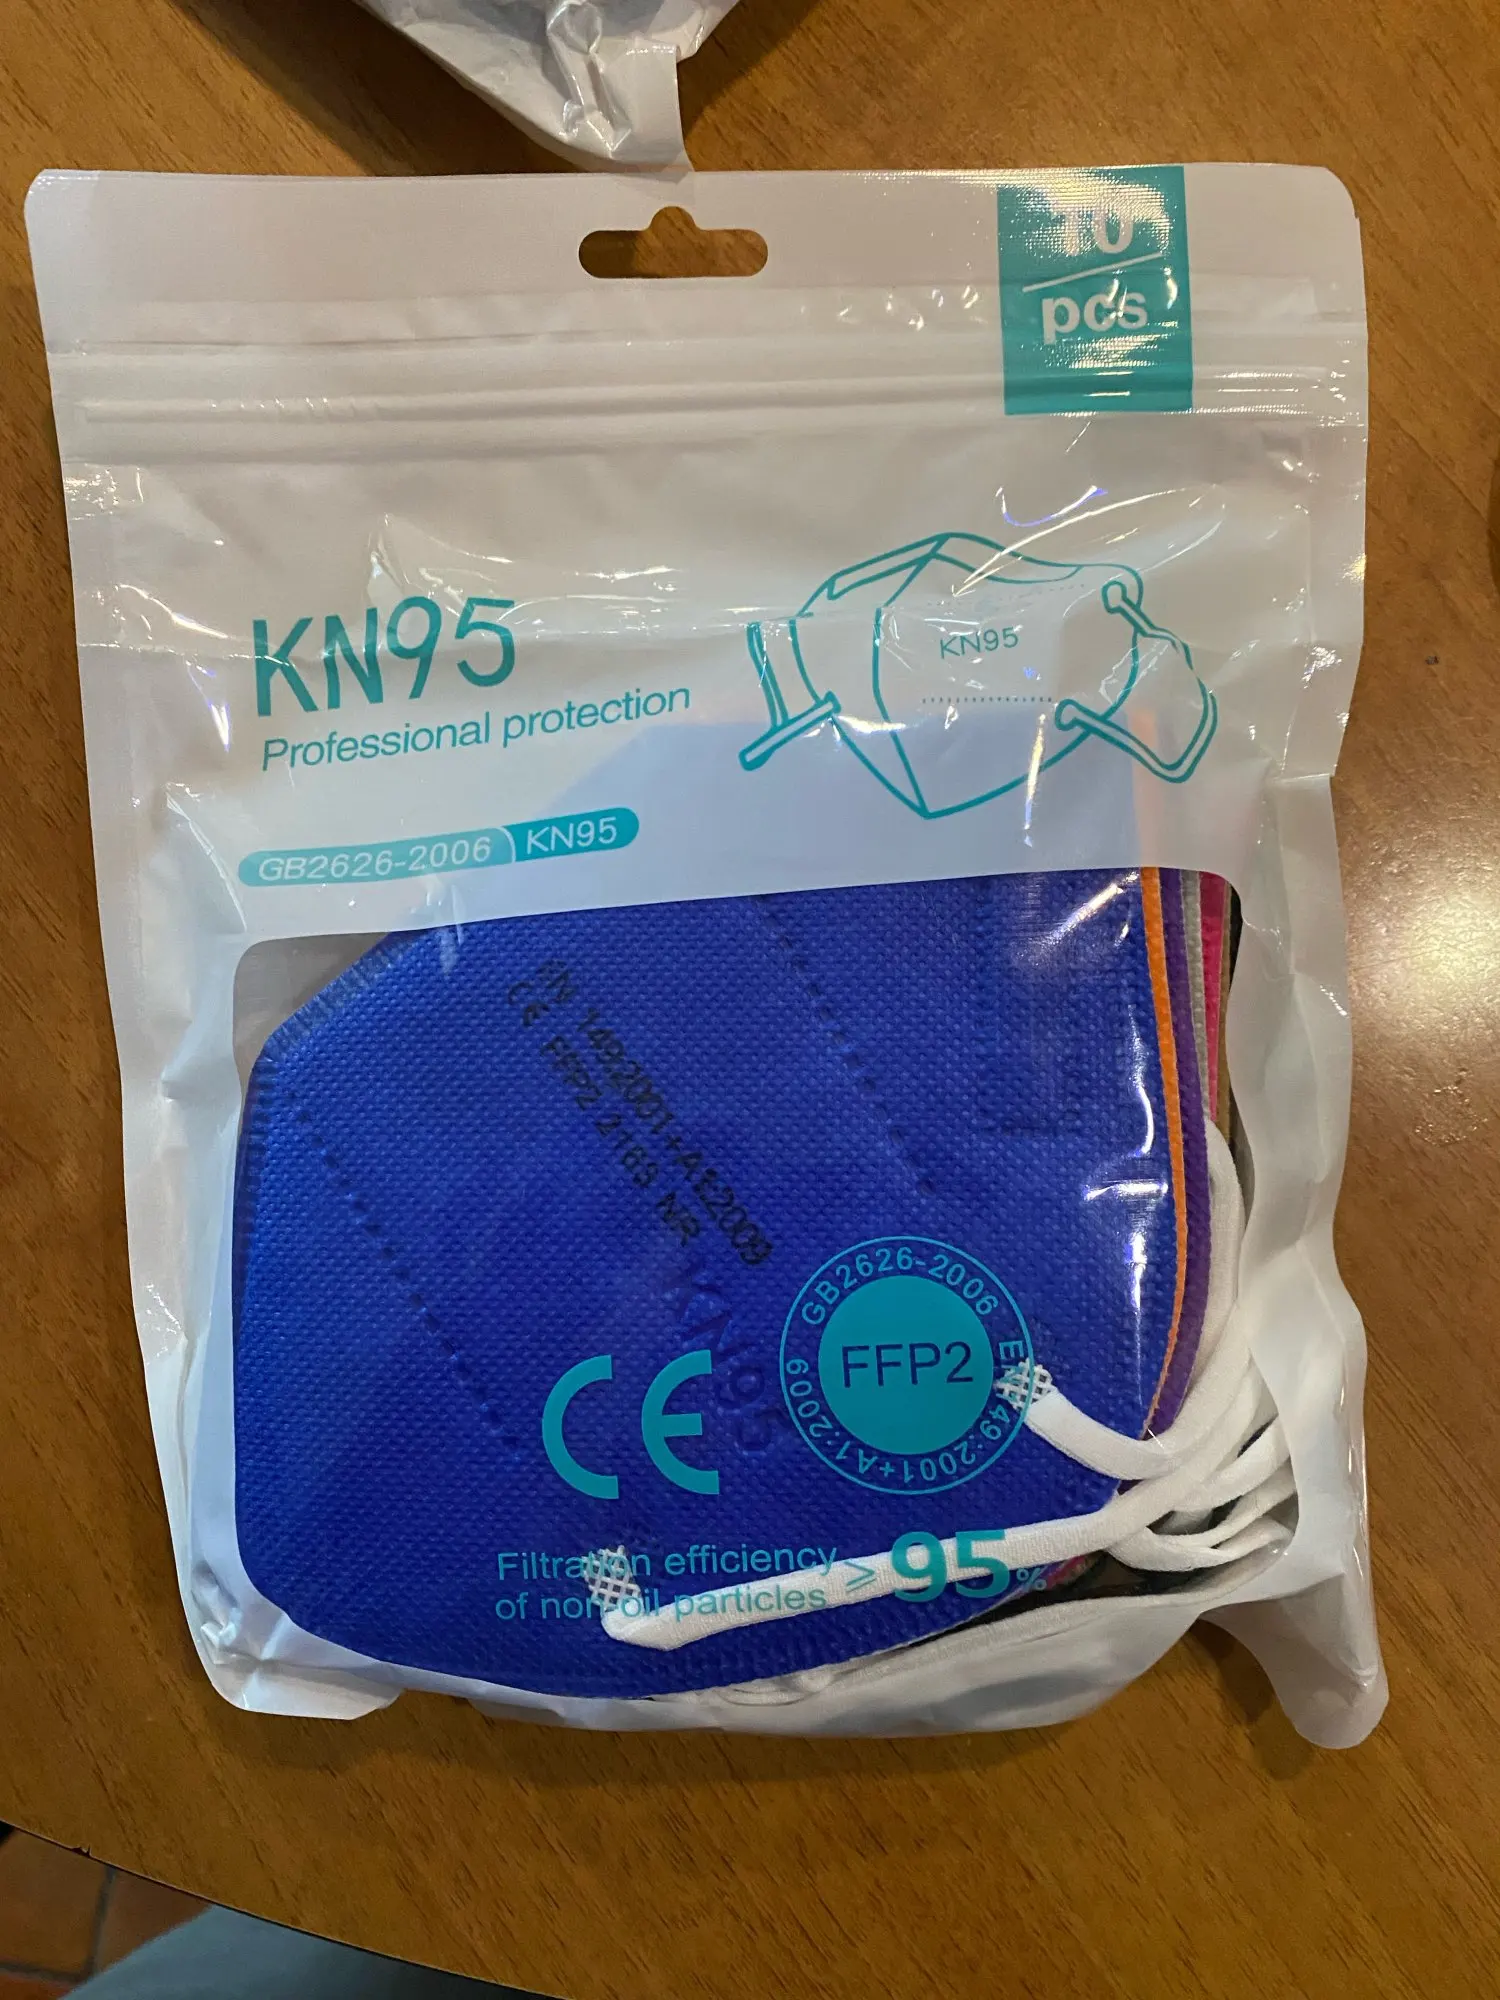 10
pcs
KN95
Professional protection
KN95
GB2626-2006 KN95
EN 149:2001+A1:2009
CE FFP2 2163 NR
KN95
CE
GB2626-2006
EN149:2001+A1:2009
FFP2
Filtration efficiency
of non-oil particles ≥ 95%